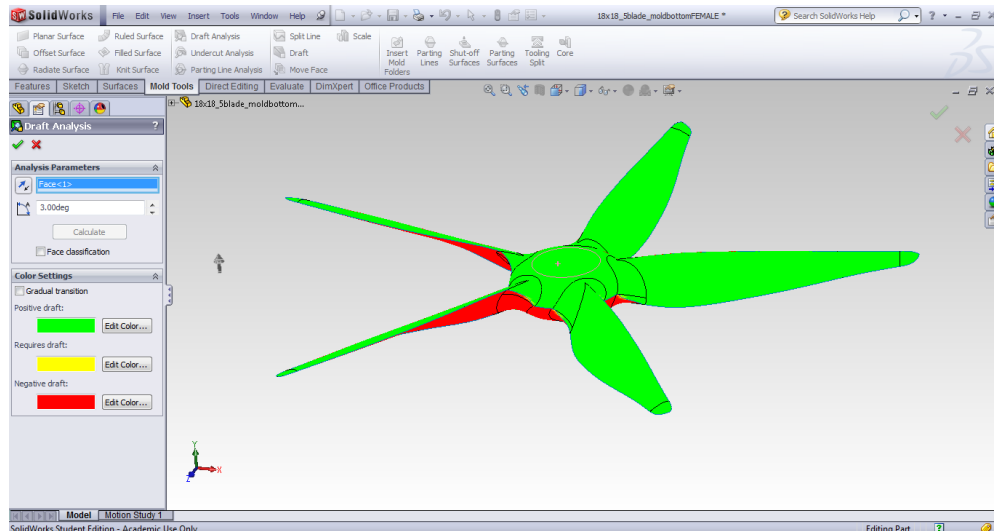 SolidWorks File Edit View Insert Tools Window Help 18x18_5blade_moldbottomFEMALE * Search SolidWorks Help ?
Planar Surface Ruled Surface Draft Analysis Split Line Scale
Offset Surface Filled Surface Undercut Analysis Draft
Radiate Surface Knit Surface Parting Line Analysis Move Face
Insert Mold Folders
Parting Lines
Shut-off Surfaces
Parting Surfaces
Tooling Split
Core
Features Sketch Surfaces Mold Tools Direct Editing Evaluate DimXpert Office Products
18x18_5blade_moldbottom...
Draft Analysis ?
Analysis Parameters
Face<1>
3.00deg
Calculate
Face classification
Color Settings
Gradual transition
Positive draft:
Edit Color...
Requires draft:
Edit Color...
Negative draft:
Edit Color...
Y
X
Z
Model Motion Study 1
SolidWorks Student Edition - Academic Use Only Editing Part ?